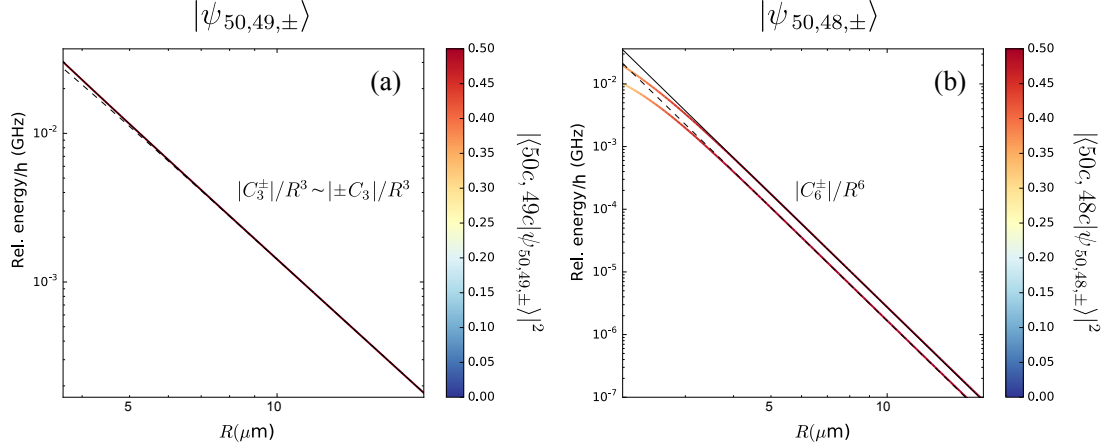 |ψ50,49,±⟩
(a)
|C3±|/R³ ~ |±C3|/R³
Rel. energy/h (GHz)
10⁻²
10⁻³
5
10
R(μm)
0.50
0.45
0.40
0.35
0.30
0.25
0.20
0.15
0.10
0.05
0.00
|⟨50c, 49c|ψ50,49,±⟩|²
|ψ50,48,±⟩
(b)
|C6±|/R⁶
Rel. energy/h (GHz)
10⁻²
10⁻³
10⁻⁴
10⁻⁵
10⁻⁶
10⁻⁷
5
10
R(μm)
0.50
0.45
0.40
0.35
0.30
0.25
0.20
0.15
0.10
0.05
0.00
|⟨50c, 48c|ψ50,48,±⟩|²